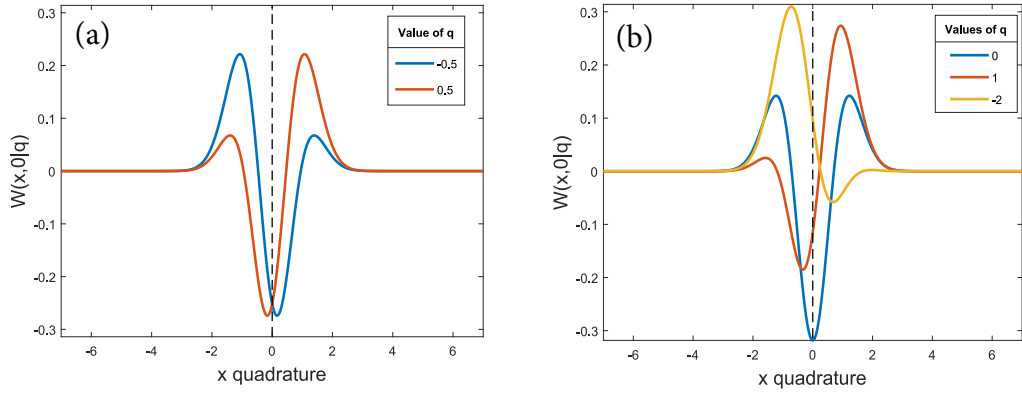 (a)
Value of q
-0.5
0.5
0.3
0.2
0.1
0
-0.1
-0.2
-0.3
W(x,0|q)
-6 -4 -2 0 2 4 6
x quadrature
(b)
Values of q
0
1
-2
0.3
0.2
0.1
0
-0.1
-0.2
-0.3
W(x,0|q)
-6 -4 -2 0 2 4 6
x quadrature